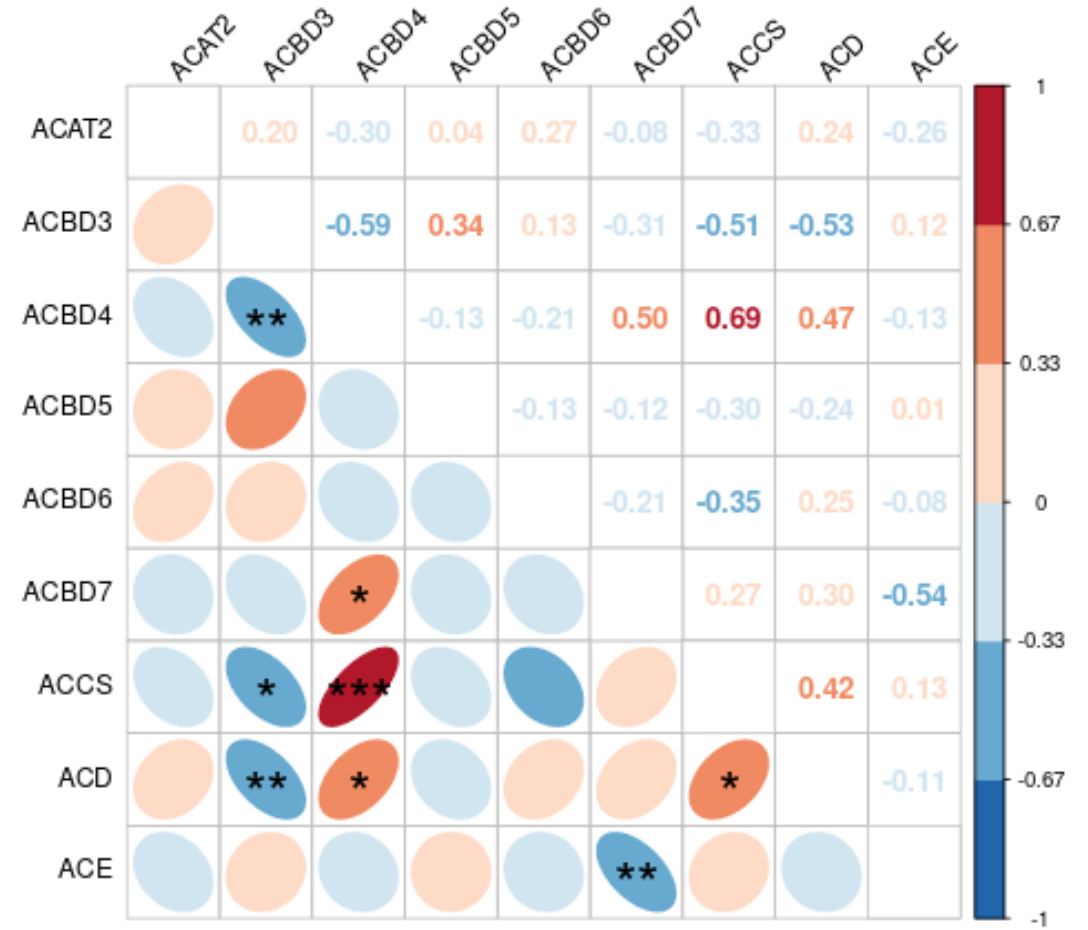 ACAT2 ACBD3 ACBD4 ACBD5 ACBD6 ACBD7 ACCS ACD ACE
1
ACAT2 0.20 -0.30 0.04 0.27 -0.08 -0.33 0.24 -0.26
ACBD3 -0.59 0.34 0.13 -0.31 -0.51 -0.53 0.12
0.67
ACBD4 ** -0.13 -0.21 0.50 0.69 0.47 -0.13
0.33
ACBD5 -0.13 -0.12 -0.30 -0.24 0.01
ACBD6 -0.21 -0.35 0.25 -0.08
0
ACBD7 * 0.27 0.30 -0.54
-0.33
ACCS * *** 0.42 0.13
ACD ** * * -0.11
-0.67
ACE **
-1